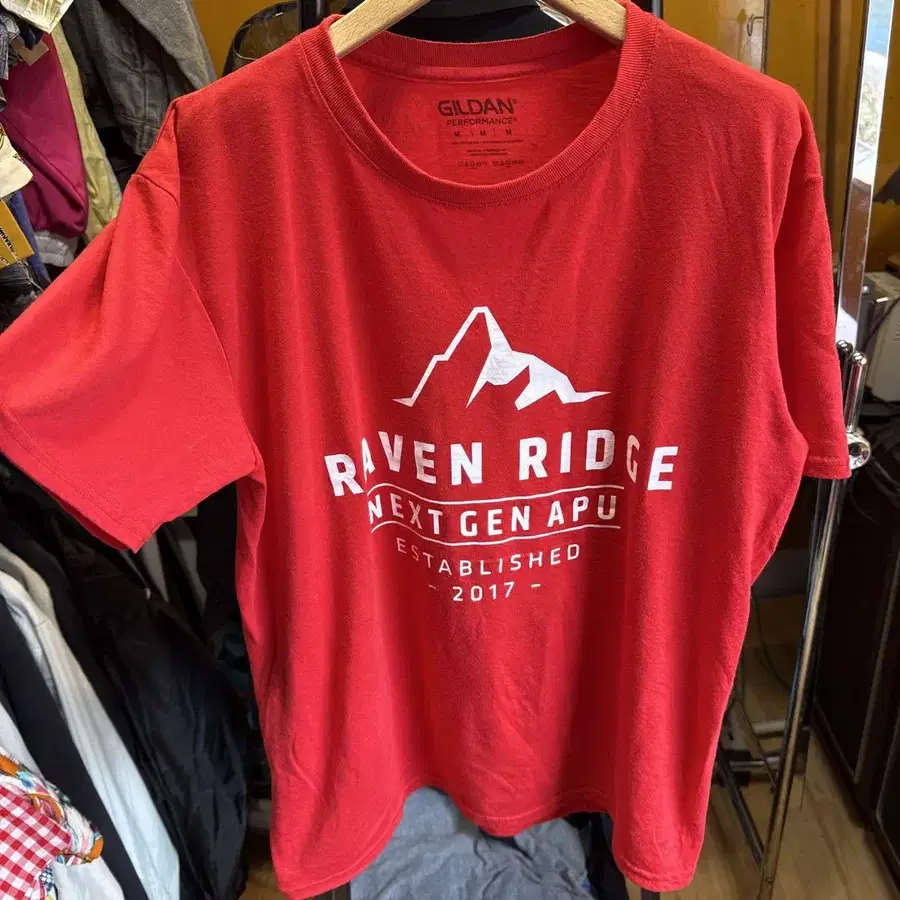 GILDAN®
PERFORMANCE®
M | M | M
RAVEN RIDGE
NEXT GEN APU
ESTABLISHED
- 2017 -